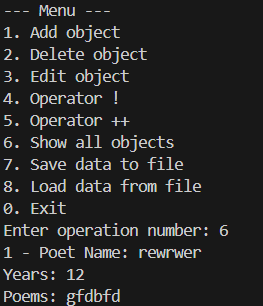 --- Menu ---
1. Add object
2. Delete object
3. Edit object
4. Operator !
5. Operator ++
6. Show all objects
7. Save data to file
8. Load data from file
0. Exit
Enter operation number: 6
1 - Poet Name: rewrwer
Years: 12
Poems: gfdbfd